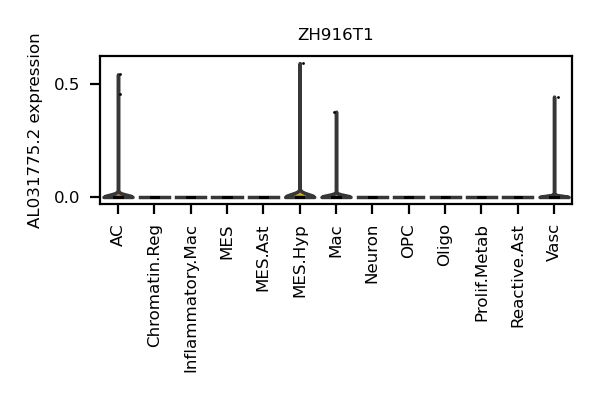 ZH916T1
AL031775.2 expression
0.5
0.0
AC
Chromatin.Reg
Inflammatory.Mac
MES
MES.Ast
MES.Hyp
Mac
Neuron
OPC
Oligo
Prolif.Metab
Reactive.Ast
Vasc